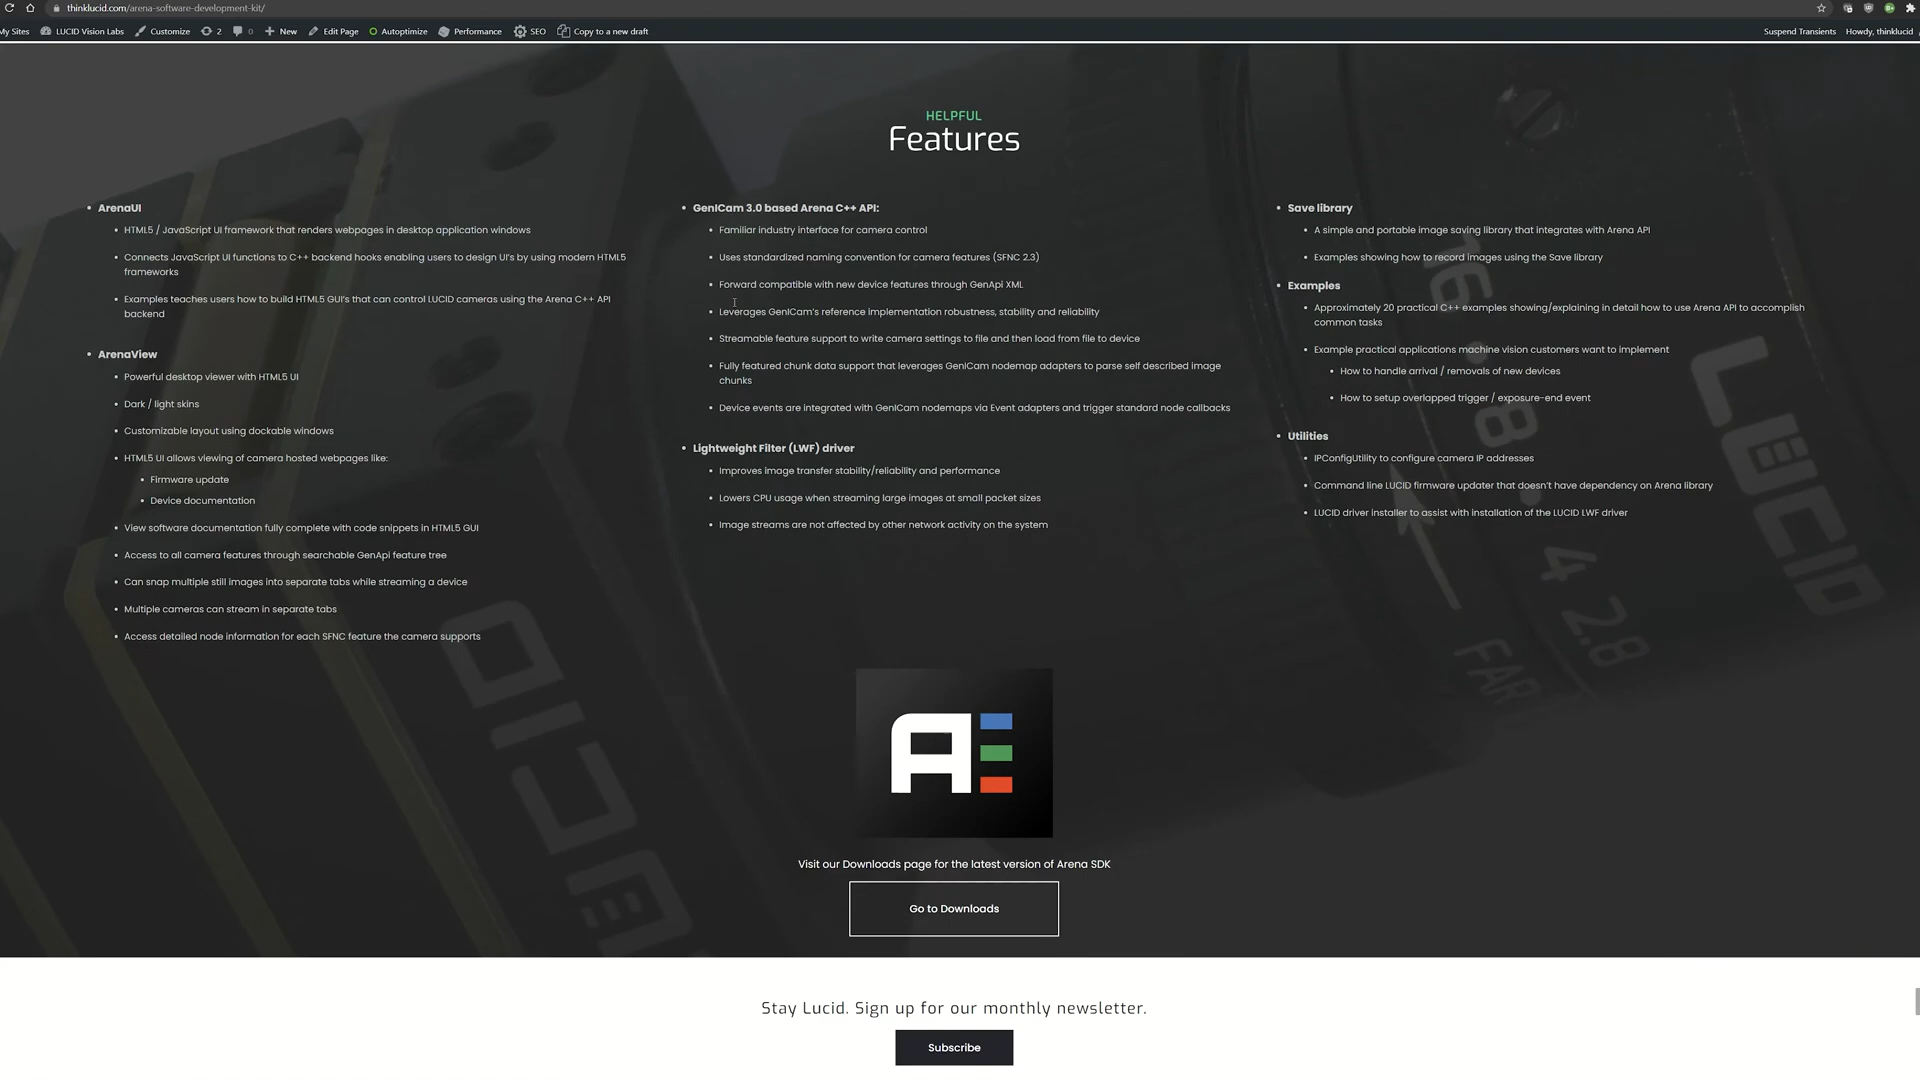 thinklucid.com/arena-software-development-kit/
My Sites
LUCID Vision Labs
Customize
2
0
New
Edit Page
Autoptimize
Performance
SEO
Copy to a new draft
Suspend Transients
Howdy, thinklucid
HELPFUL
Features
• ArenaUI
• HTML5 / JavaScript UI framework that renders webpages in desktop application windows
• Connects JavaScript UI functions to C++ backend hooks enabling users to design UI's by using modern HTML5
frameworks
• Examples teaches users how to build HTML5 GUI's that can control LUCID cameras using the Arena C++ API
backend
• ArenaView
• Powerful desktop viewer with HTML5 UI
• Dark / light skins
• Customizable layout using dockable windows
• HTML5 UI allows viewing of camera hosted webpages like:
• Firmware update
• Device documentation
• View software documentation fully complete with code snippets in HTML5 GUI
• Access to all camera features through searchable GenApi feature tree
• Can snap multiple still images into separate tabs while streaming a device
• Multiple cameras can stream in separate tabs
• Access detailed node information for each SFNC feature the camera supports
• GenICam 3.0 based Arena C++ API:
• Familiar industry interface for camera control
• Uses standardized naming convention for camera features (SFNC 2.3)
• Forward compatible with new device features through GenApi XML
• Leverages GenICam's reference implementation robustness, stability and reliability
• Streamable feature support to write camera settings to file and then load from file to device
• Fully featured chunk data support that leverages GenICam nodemap adapters to parse self described image
chunks
• Device events are integrated with GenICam nodemaps via Event adapters and trigger standard node callbacks
• Lightweight Filter (LWF) driver
• Improves image transfer stability/reliability and performance
• Lowers CPU usage when streaming large images at small packet sizes
• Image streams are not affected by other network activity on the system
• Save library
• A simple and portable image saving library that integrates with Arena API
• Examples showing how to record images using the Save library
• Examples
• Approximately 20 practical C++ examples showing/explaining in detail how to use Arena API to accomplish
common tasks
• Example practical applications machine vision customers want to implement
• How to handle arrival / removals of new devices
• How to setup overlapped trigger / exposure-end event
• Utilities
• IPConfigUtility to configure camera IP addresses
• Command line LUCID firmware updater that doesn't have dependency on Arena library
• LUCID driver installer to assist with installation of the LUCID LWF driver
16
8
4
2.8
FAR
LUCID
Visit our Downloads page for the latest version of Arena SDK
Go to Downloads
Stay Lucid. Sign up for our monthly newsletter.
Subscribe